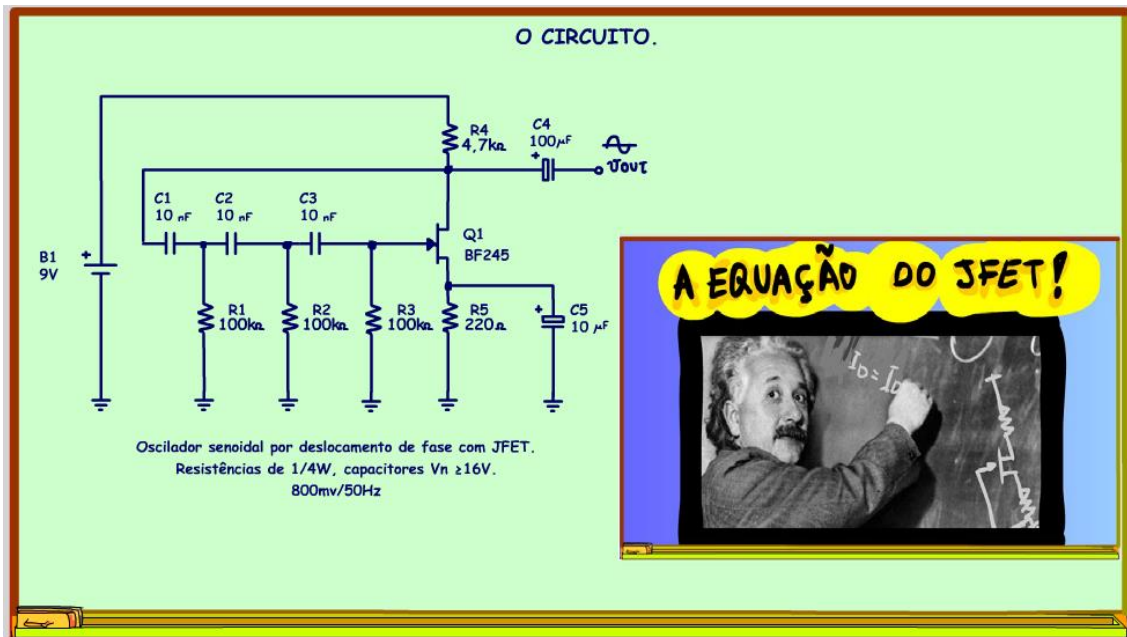 O CIRCUITO.
R4
4,7kΩ
C4
100µF
+
VOUT
C1
10 nF
C2
10 nF
C3
10 nF
Q1
BF245
B1
9V
+
R1
100kΩ
R2
100kΩ
R3
100kΩ
R5
220Ω
+
C5
10 µF
Oscilador senoidal por deslocamento de fase com JFET.
Resistências de 1/4W, capacitores Vn ≥16V.
800mv/50Hz
A EQUAÇÃO DO JFET!
I_D = I_D